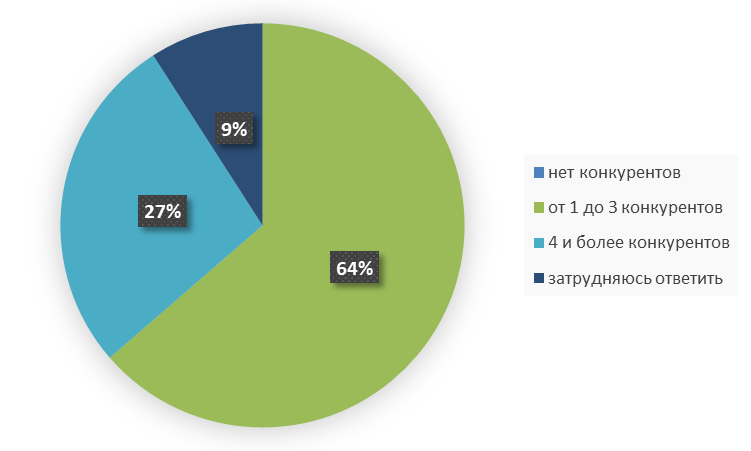 9%
27%
64%
нет конкурентов
от 1 до 3 конкурентов
4 и более конкурентов
затрудняюсь ответить